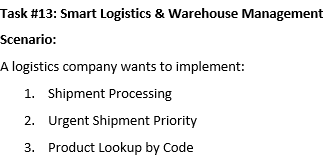 Task #13: Smart Logistics & Warehouse Management
Scenario:
A logistics company wants to implement:
1. Shipment Processing
2. Urgent Shipment Priority
3. Product Lookup by Code